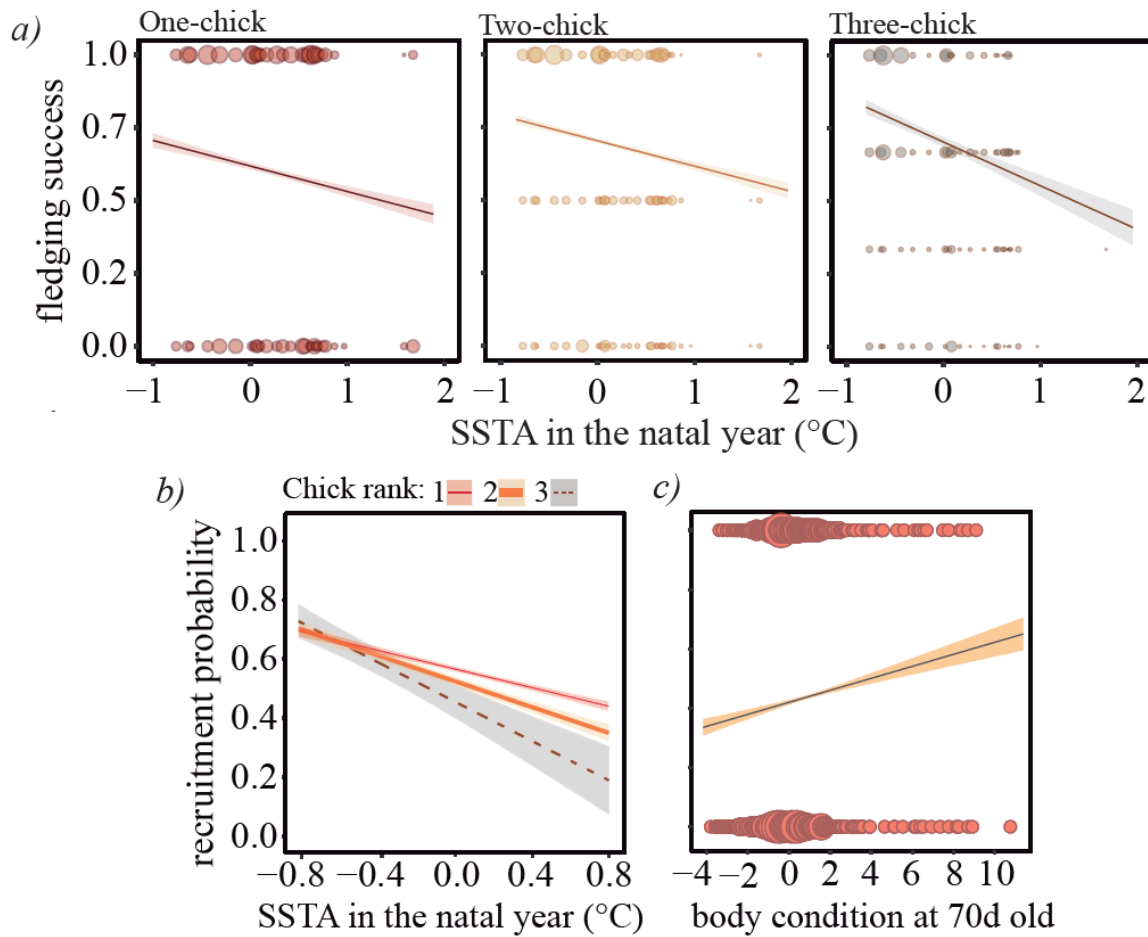 a)
One-chick
Two-chick
Three-chick
fledging success
1.0
0.7
0.5
0.2
0.0
−1 0 1 2
−1 0 1 2
−1 0 1 2
SSTA in the natal year (°C)
b)
Chick rank: 1 2 3
c)
recruitment probability
1.0
0.8
0.6
0.4
0.2
0.0
−0.8 −0.4 0.0 0.4 0.8
SSTA in the natal year (°C)
−4 −2 0 2 4 6 8 10
body condition at 70d old